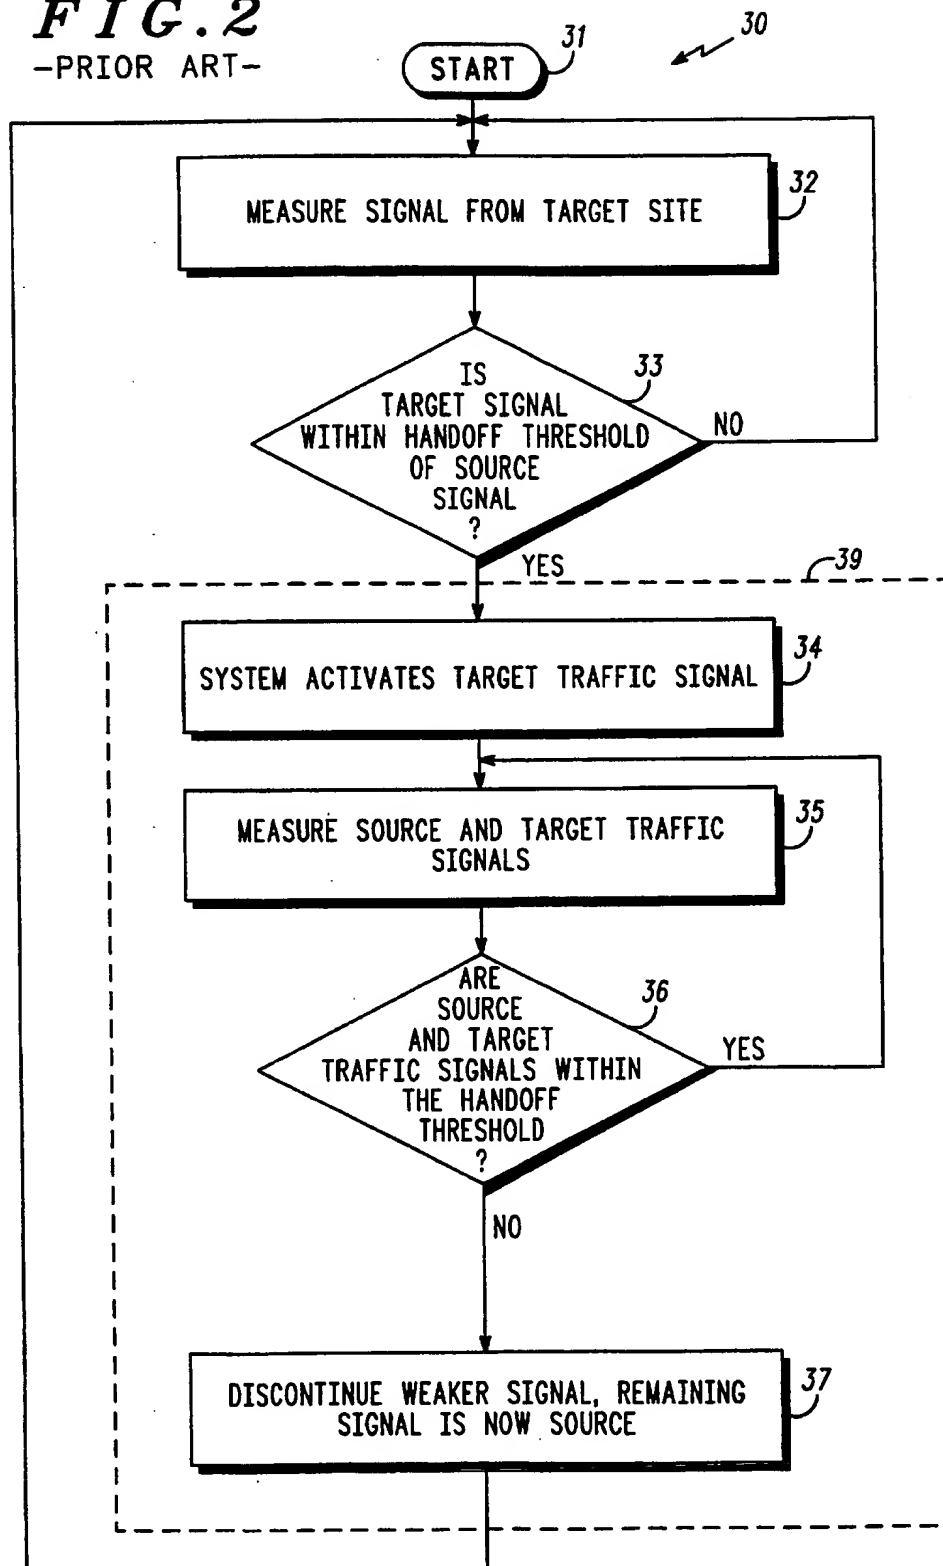 FIG.2
-PRIOR ART-
30
31
START
32
MEASURE SIGNAL FROM TARGET SITE
33
IS
TARGET SIGNAL
WITHIN HANDOFF THRESHOLD
OF SOURCE
SIGNAL
?
NO
YES
39
34
SYSTEM ACTIVATES TARGET TRAFFIC SIGNAL
35
MEASURE SOURCE AND TARGET TRAFFIC
SIGNALS
36
ARE
SOURCE
AND TARGET
TRAFFIC SIGNALS WITHIN
THE HANDOFF
THRESHOLD
?
YES
NO
37
DISCONTINUE WEAKER SIGNAL, REMAINING
SIGNAL IS NOW SOURCE